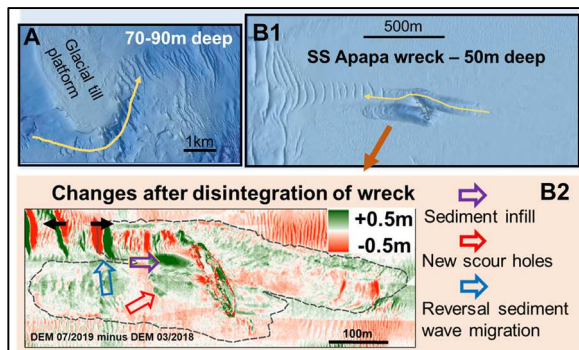 A
70-90m deep
Glacial till
platform
1km
B1
500m
SS Apapa wreck – 50m deep
Changes after disintegration of wreck
B2
+0.5m
-0.5m
Sediment infill
New scour holes
Reversal sediment
wave migration
DEM 07/2019 minus DEM 03/2018
100m